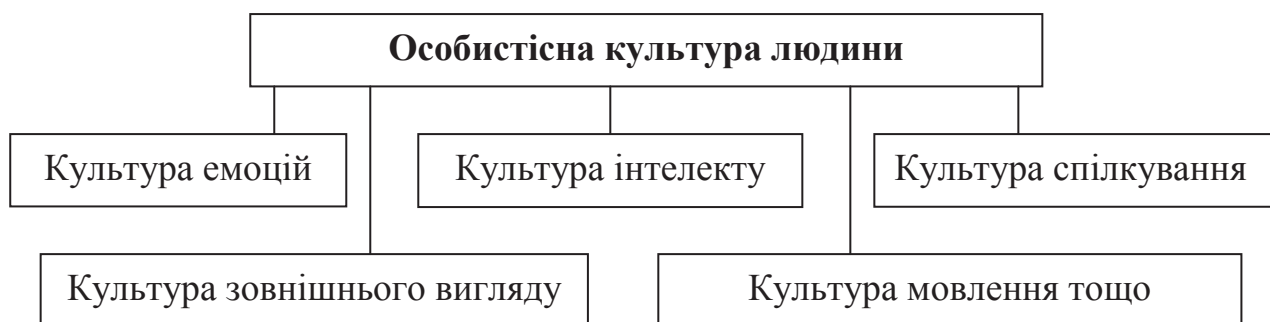 Особистісна культура людини
Культура емоцій
Культура інтелекту
Культура спілкування
Культура зовнішнього вигляду
Культура мовлення тощо